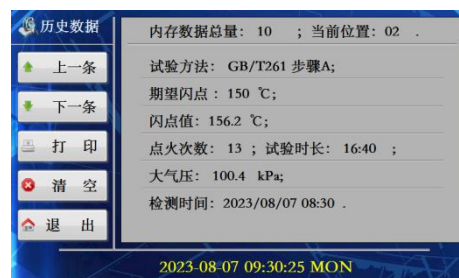 历史数据
上一条
下一条
打 印
清 空
退 出
内存数据总量: 10 ; 当前位置: 02 .
试验方法: GB/T261 步骤A;
期望闪点 : 150 ℃;
闪点值: 156.2 ℃;
点火次数: 13 ; 试验时长: 16:40 ;
大气压: 100.4 kPa;
检测时间: 2023/08/07 08:30 .
2023-08-07 09:30:25 MON